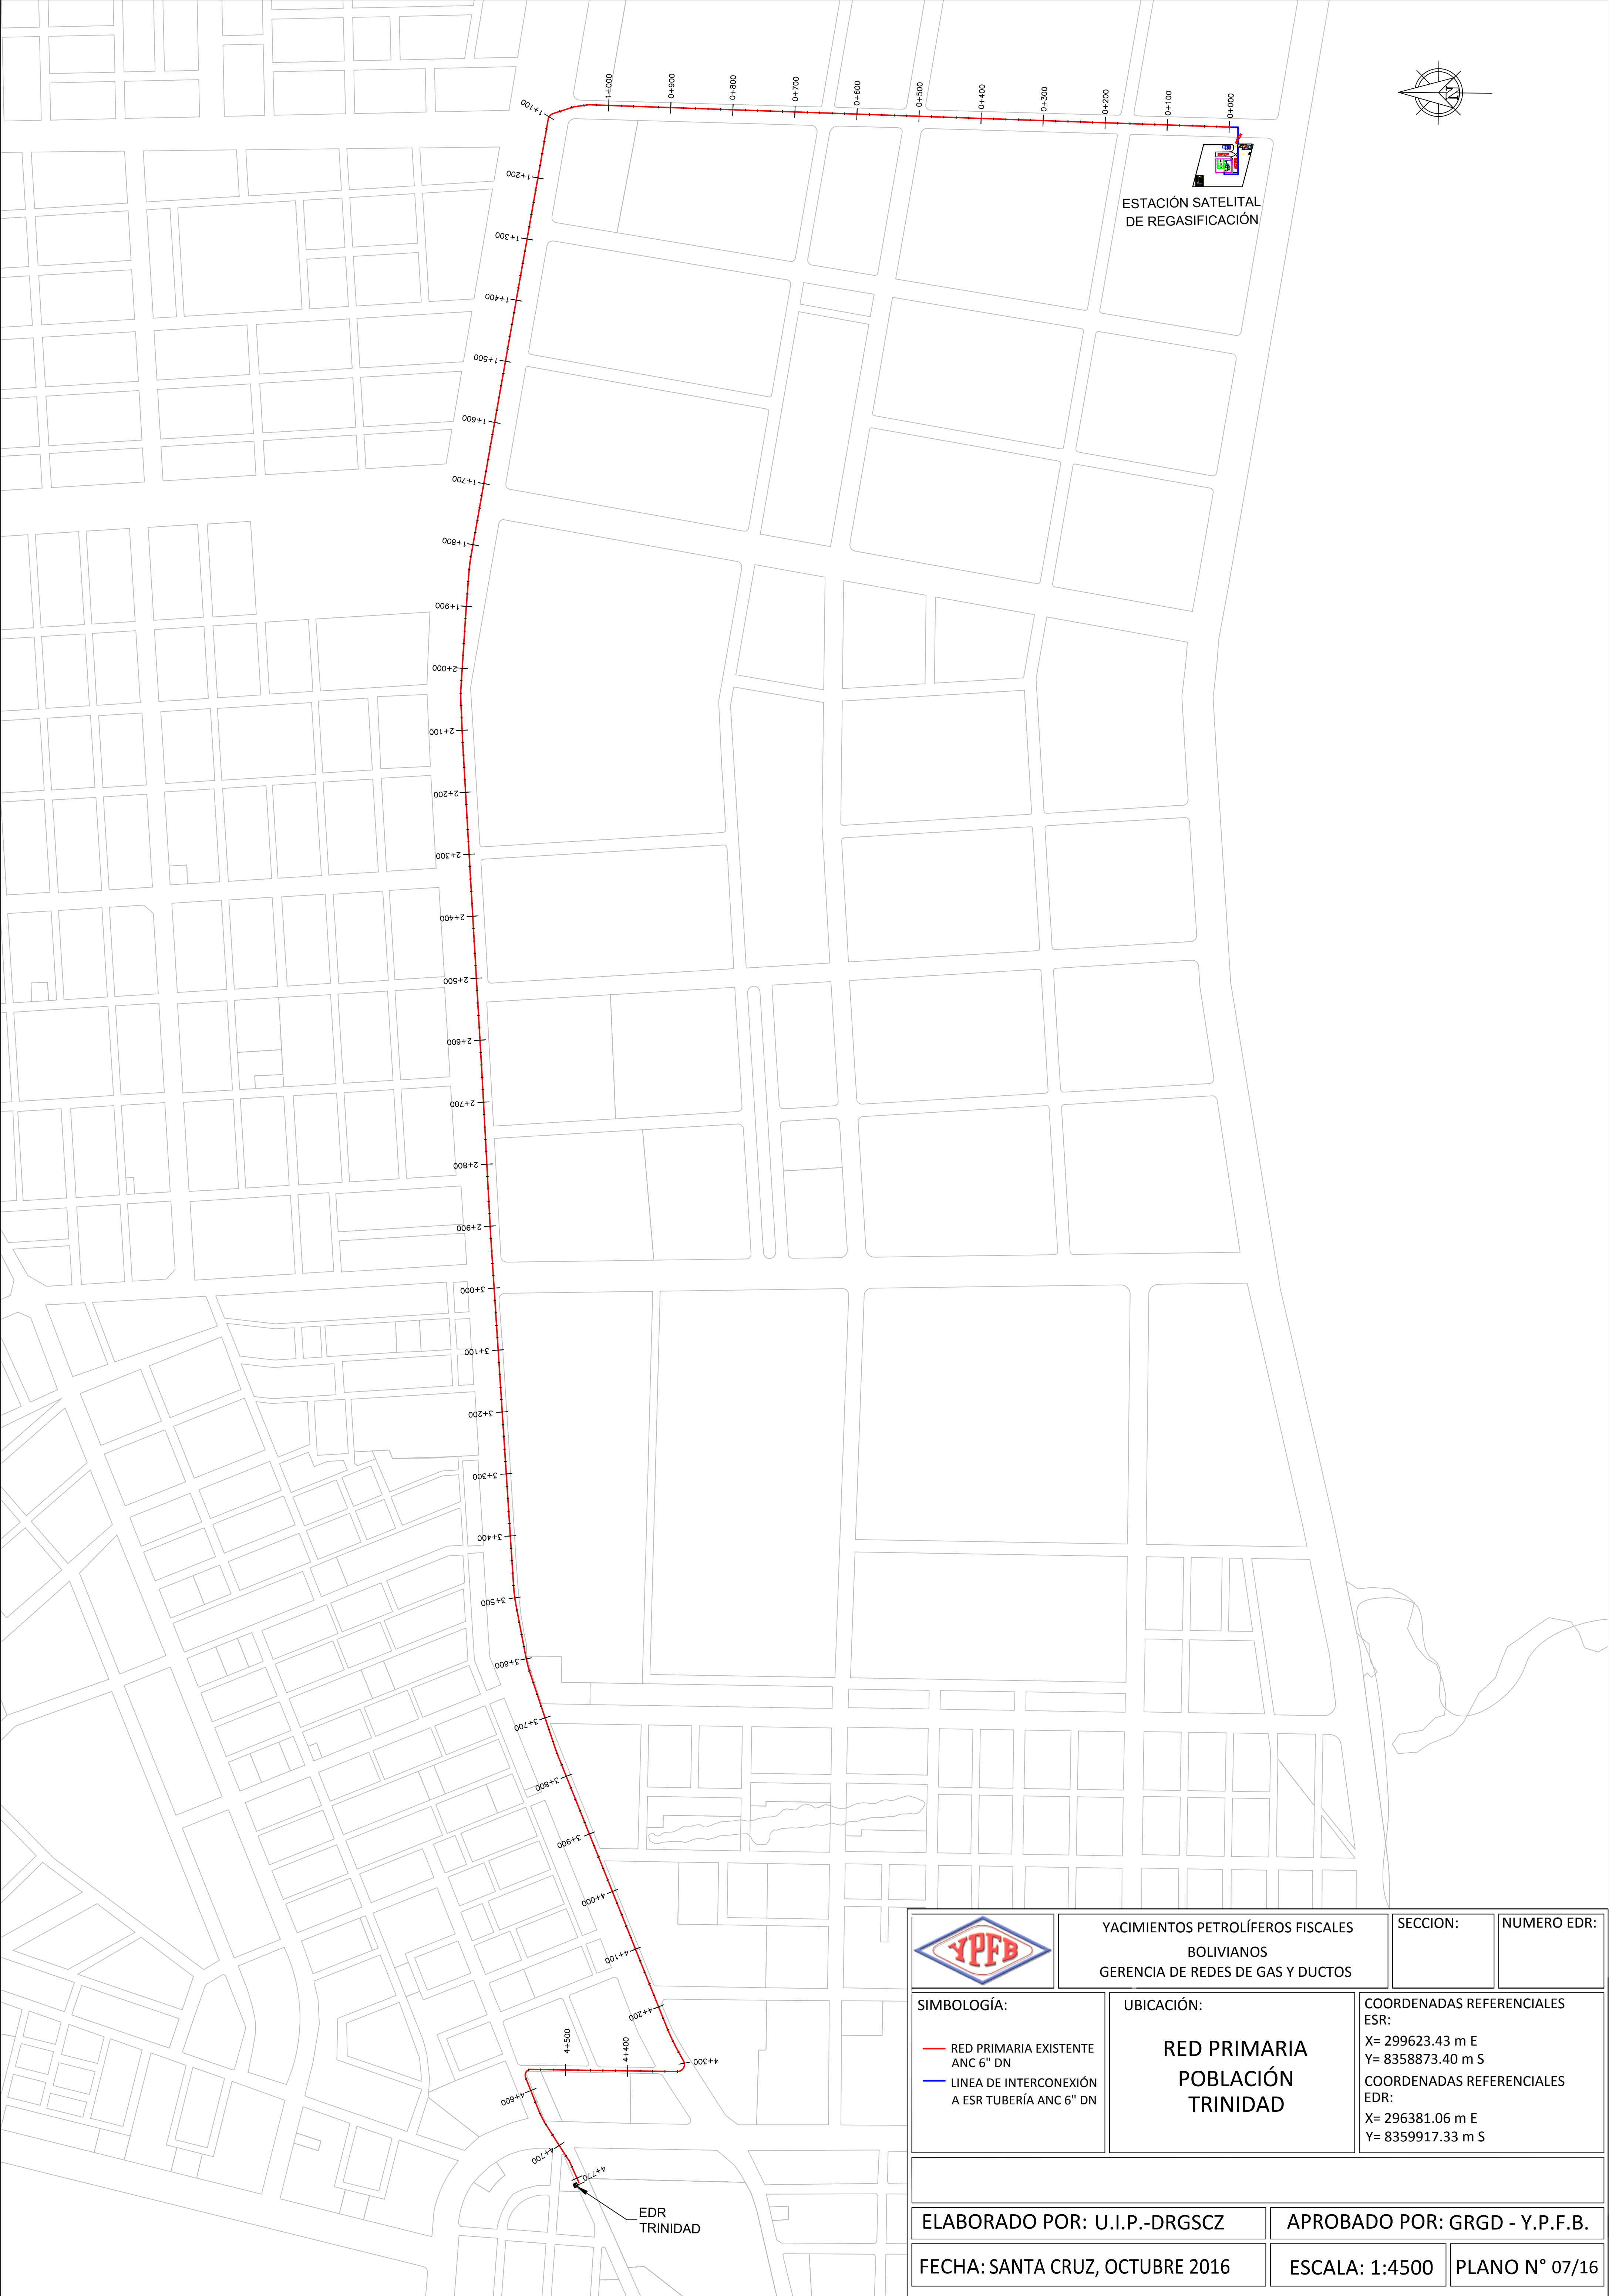 1+100
1+000
0+900
0+800
0+700
0+600
0+500
0+400
0+300
0+200
0+100
0+000
N
ESTACIÓN SATELITAL
DE REGASIFICACIÓN
1+200
1+300
1+400
1+500
1+600
1+700
1+800
1+900
2+000
2+100
2+200
2+300
2+400
2+500
2+600
2+700
2+800
2+900
3+000
3+100
3+200
3+300
3+400
3+500
3+600
3+700
3+800
3+900
4+000
4+100
4+200
4+300
4+400
4+500
4+600
4+700
4+770
EDR
TRINIDAD
YPFB
YACIMIENTOS PETROLÍFEROS FISCALES
BOLIVIANOS
GERENCIA DE REDES DE GAS Y DUCTOS
SECCION:
NUMERO EDR:
SIMBOLOGÍA:
RED PRIMARIA EXISTENTE
ANC 6" DN
LINEA DE INTERCONEXIÓN
A ESR TUBERÍA ANC 6" DN
UBICACIÓN:
RED PRIMARIA
POBLACIÓN
TRINIDAD
COORDENADAS REFERENCIALES
ESR:
X= 299623.43 m E
Y= 8358873.40 m S
COORDENADAS REFERENCIALES
EDR:
X= 296381.06 m E
Y= 8359917.33 m S
ELABORADO POR: U.I.P.-DRGSCZ
APROBADO POR: GRGD - Y.P.F.B.
FECHA: SANTA CRUZ, OCTUBRE 2016
ESCALA: 1:4500
PLANO N° 07/16